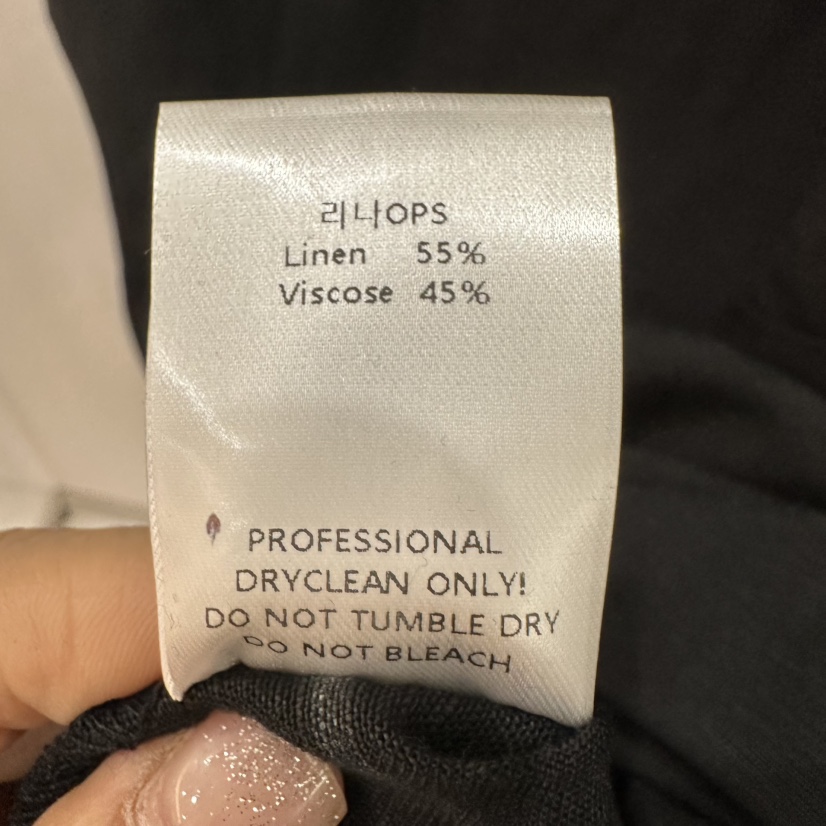 리나OPS
Linen 55%
Viscose 45%
PROFESSIONAL
DRYCLEAN ONLY!
DO NOT TUMBLE DRY
DO NOT BLEACH